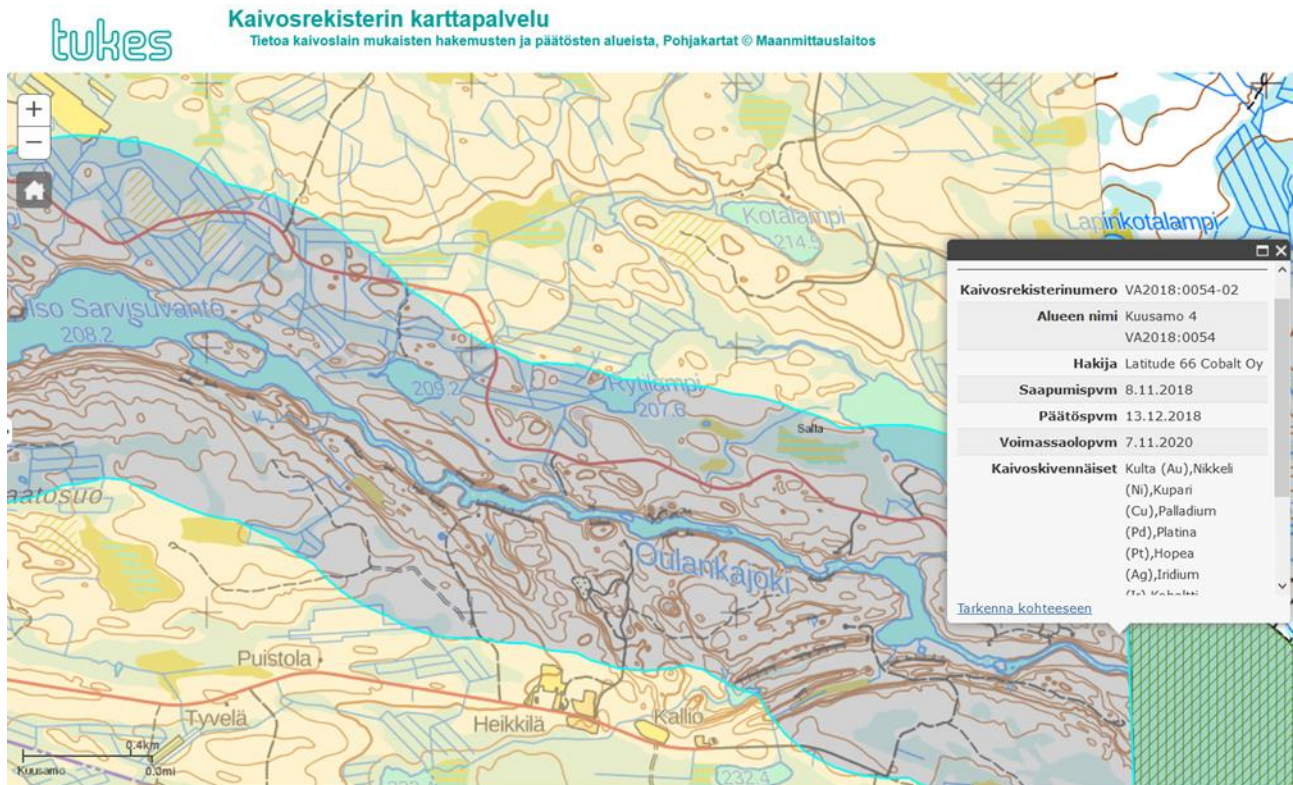 tukes
Kaivosrekisterin karttapalvelu
Tietoa kaivoslain mukaisten hakemusten ja päätösten alueista, Pohjakartat © Maanmittauslaitos
+
−
Kotalampi
214.5
Lapinkotalampi
Iso Sarvisuvanto
208.2
209.2
Rytilampi
207.6
Salla
Oulankajoki
Puistola
Tyvelä
Heikkilä
Kallio
232.4
0.4km
Kuusamo
0.3mi
Kaivosrekisterinumero VA2018:0054-02
Alueen nimi Kuusamo 4
VA2018:0054
Hakija Latitude 66 Cobalt Oy
Saapumispvm 8.11.2018
Päätöspvm 13.12.2018
Voimassaolopvm 7.11.2020
Kaivoskivennäiset Kulta (Au),Nikkeli
(Ni),Kupari
(Cu),Palladium
(Pd),Platina
(Pt),Hopea
(Ag),Iridium
(Ir),Koboltti
Tarkenna kohteeseen